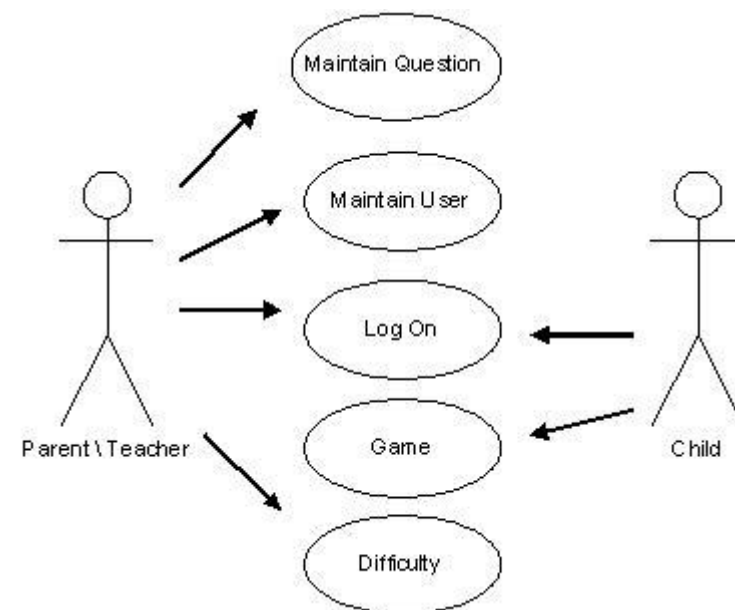 Maintain Question
Maintain User
Log On
Parent \ Teacher
Game
Child
Difficulty